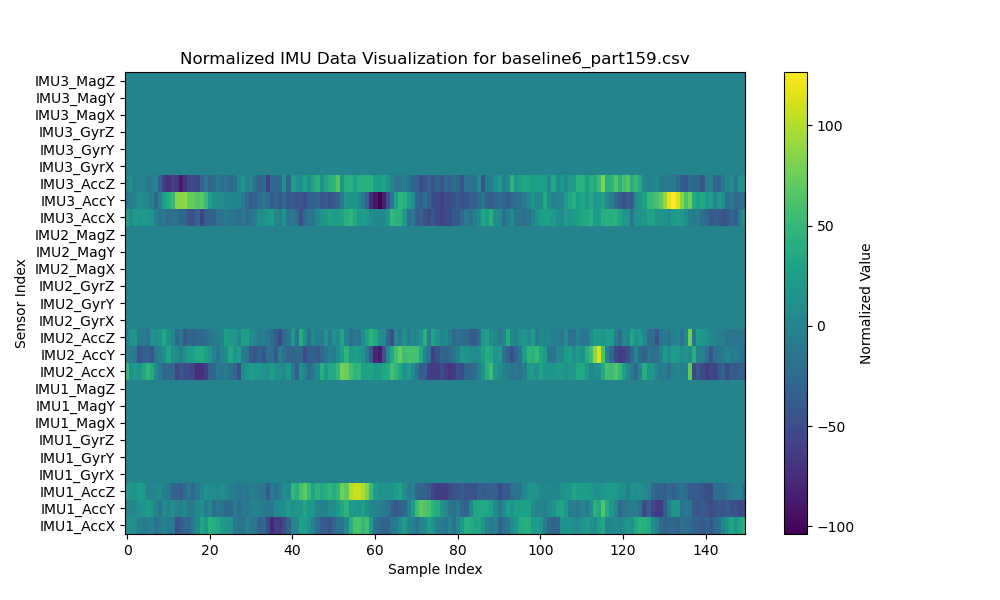 Normalized IMU Data Visualization for baseline6_part159.csv
IMU3_MagZ
IMU3_MagY
IMU3_MagX
IMU3_GyrZ
IMU3_GyrY
IMU3_GyrX
IMU3_AccZ
IMU3_AccY
IMU3_AccX
IMU2_MagZ
IMU2_MagY
IMU2_MagX
IMU2_GyrZ
IMU2_GyrY
IMU2_GyrX
IMU2_AccZ
IMU2_AccY
IMU2_AccX
IMU1_MagZ
IMU1_MagY
IMU1_MagX
IMU1_GyrZ
IMU1_GyrY
IMU1_GyrX
IMU1_AccZ
IMU1_AccY
IMU1_AccX
Sensor Index
0 20 40 60 80 100 120 140
Sample Index
100
50
0
−50
−100
Normalized Value